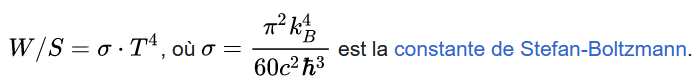 W/S = σ · T⁴, où σ = π²k_B⁴ / 60c²ℏ³ est la constante de Stefan-Boltzmann.